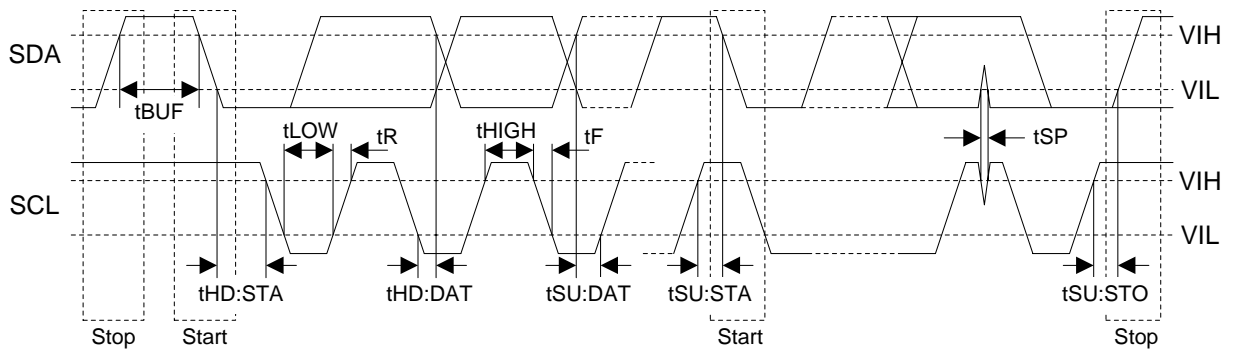 SDA
VIH
VIL
tBUF
tLOW
tR
tHIGH
tF
tSP
SCL
VIH
VIL
tHD:STA
tHD:DAT
tSU:DAT
tSU:STA
tSU:STO
Stop
Start
Start
Stop